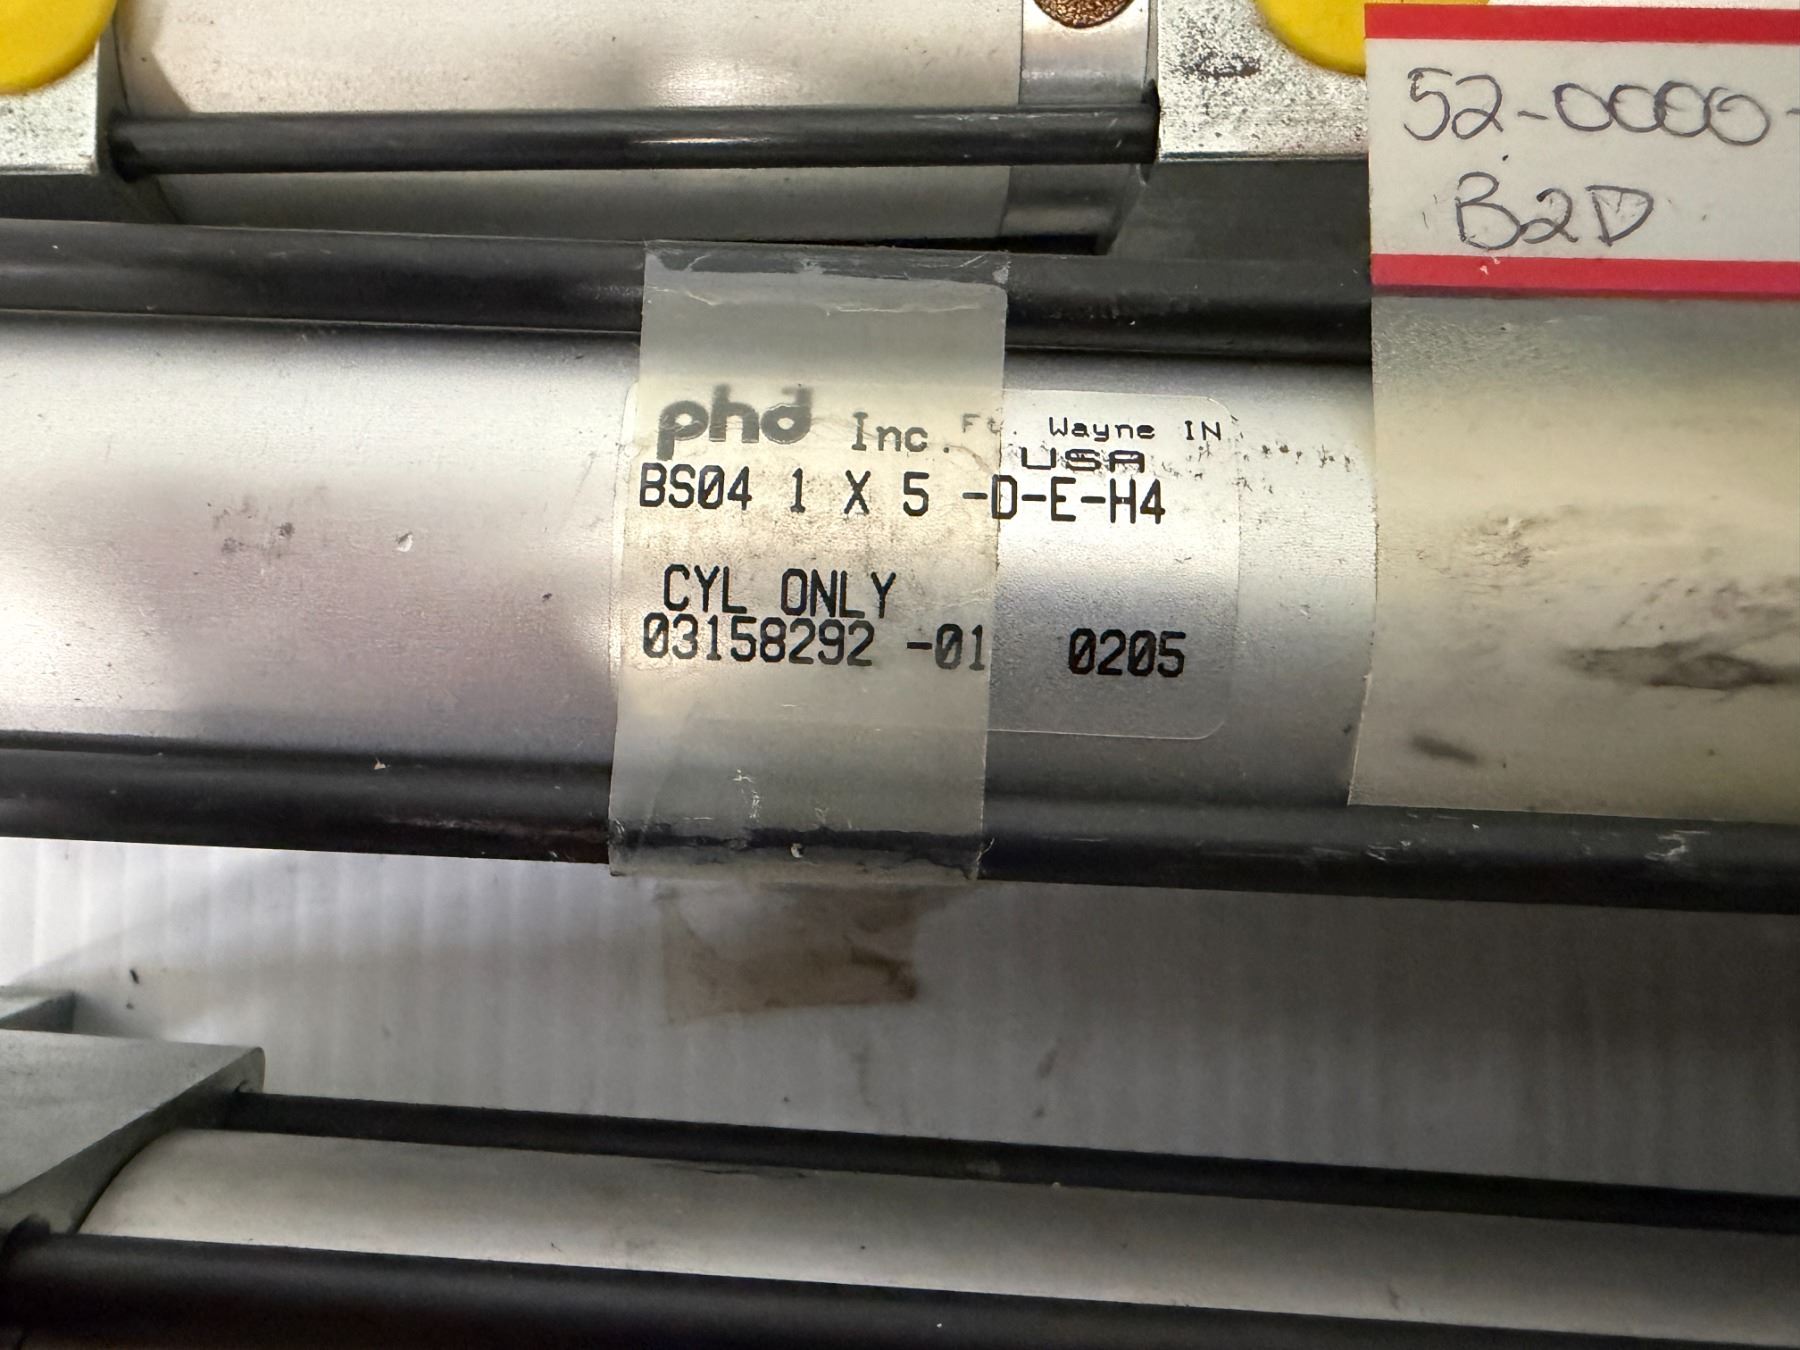 52-0000-
B2D
phd Inc. Ft. Wayne IN
USA
BS04 1 X 5 -D-E-H4
CYL ONLY
03158292 -01 0205